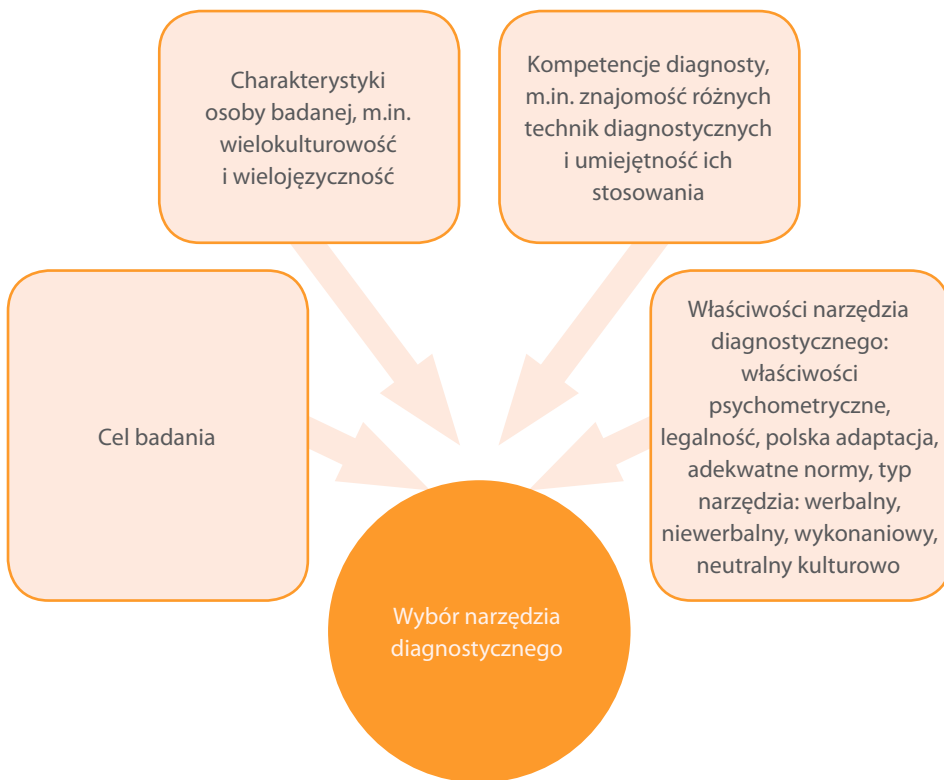 Charakterystyki
osoby badanej, m.in.
wielokulturowość
i wielojęzyczność
Kompetencje diagnosty,
m.in. znajomość różnych
technik diagnostycznych
i umiejętność ich
stosowania
Cel badania
Właściwości narzędzia
diagnostycznego:
właściwości
psychometryczne,
legalność, polska adaptacja,
adekwatne normy, typ
narzędzia: werbalny,
niewerbalny, wykonaniowy,
neutralny kulturowo
Wybór narzędzia
diagnostycznego